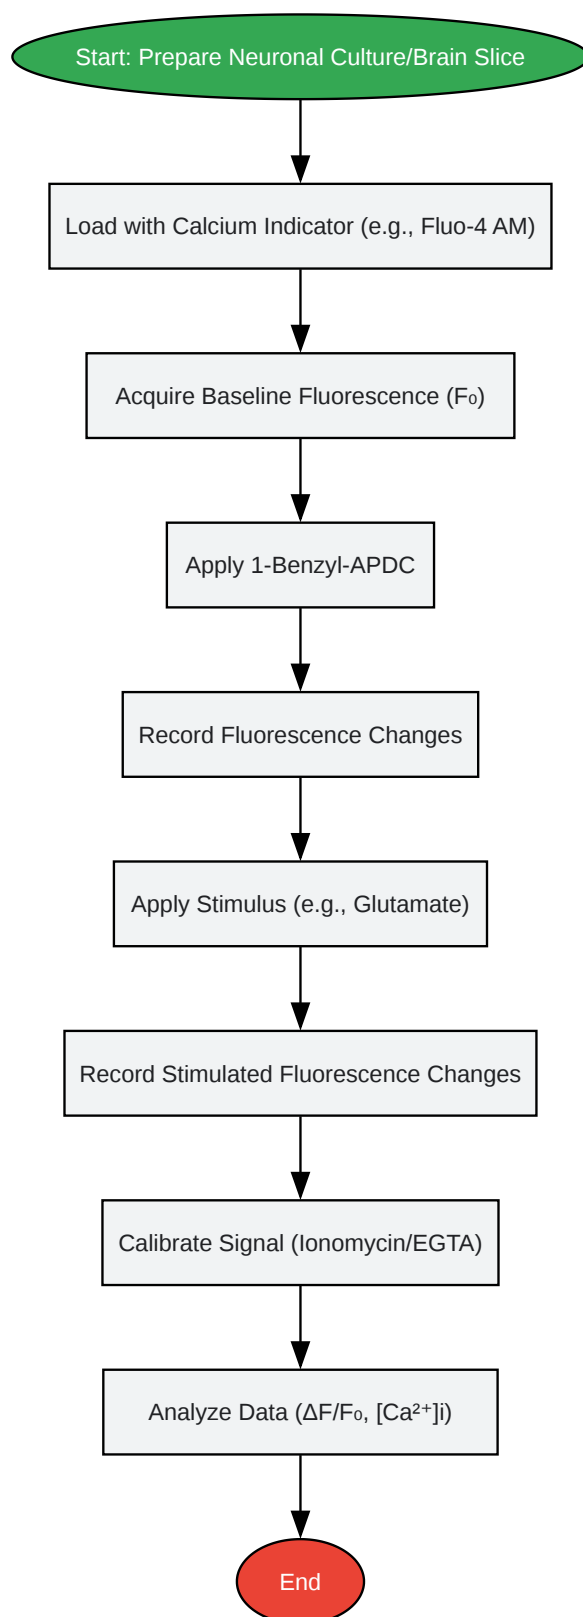 Start: Prepare Neuronal Culture/Brain Slice
Load with Calcium Indicator (e.g., Fluo-4 AM)
Acquire Baseline Fluorescence (F₀)
Apply 1-Benzyl-APDC
Record Fluorescence Changes
Apply Stimulus (e.g., Glutamate)
Record Stimulated Fluorescence Changes
Calibrate Signal (Ionomycin/EGTA)
Analyze Data (ΔF/F₀, [Ca²⁺]i)
End